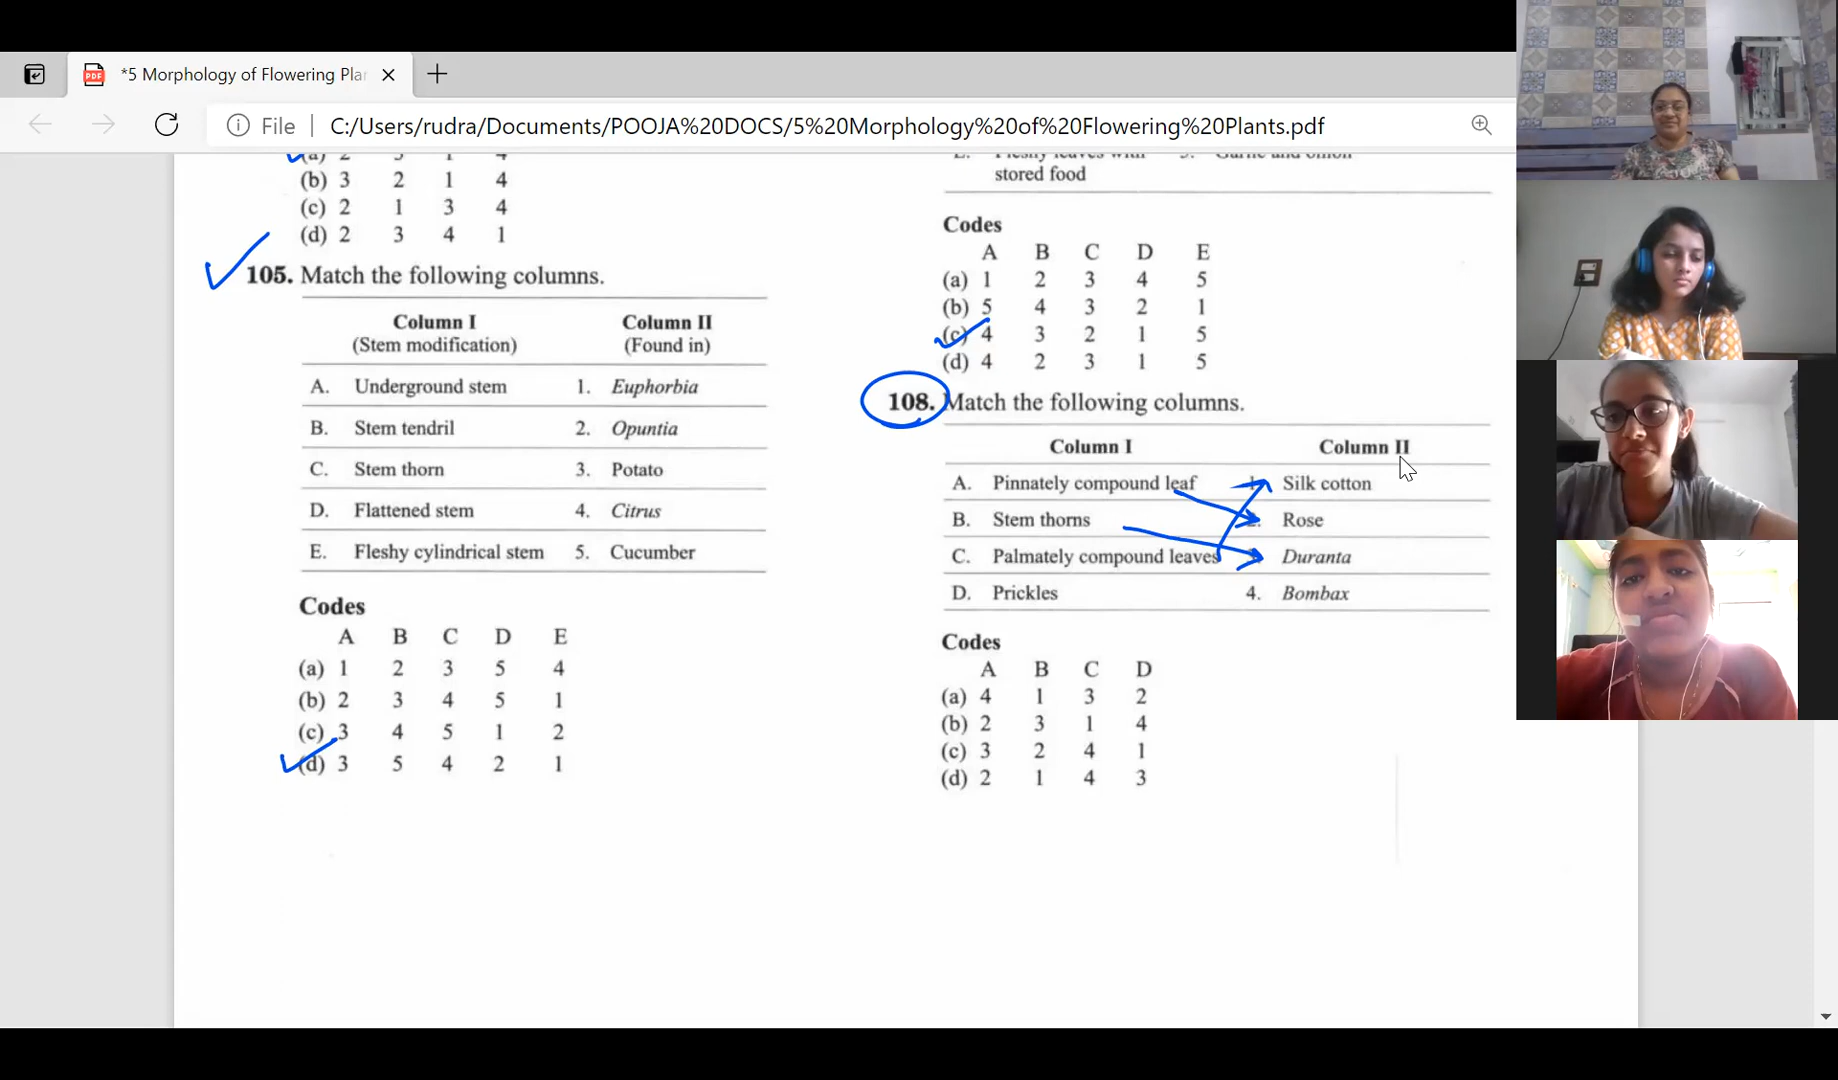 *5 Morphology of Flowering Pla
File | C:/Users/rudra/Documents/POOJA%20DOCS/5%20Morphology%20of%20Flowering%20Plants.pdf
(b) 3 2 1 4
(c) 2 1 3 4
(d) 2 3 4 1
105. Match the following columns.
Column I Column II
(Stem modification) (Found in)
A. Underground stem 1. Euphorbia
B. Stem tendril 2. Opuntia
C. Stem thorn 3. Potato
D. Flattened stem 4. Citrus
E. Fleshy cylindrical stem 5. Cucumber
Codes
A B C D E
(a) 1 2 3 5 4
(b) 2 3 4 5 1
(c) 3 4 5 1 2
(d) 3 5 4 2 1
stored food
Codes
A B C D E
(a) 1 2 3 4 5
(b) 5 4 3 2 1
(c) 4 3 2 1 5
(d) 4 2 3 1 5
108. Match the following columns.
Column I Column II
A. Pinnately compound leaf Silk cotton
B. Stem thorns Rose
C. Palmately compound leaves Duranta
D. Prickles 4. Bombax
Codes
A B C D
(a) 4 1 3 2
(b) 2 3 1 4
(c) 3 2 4 1
(d) 2 1 4 3